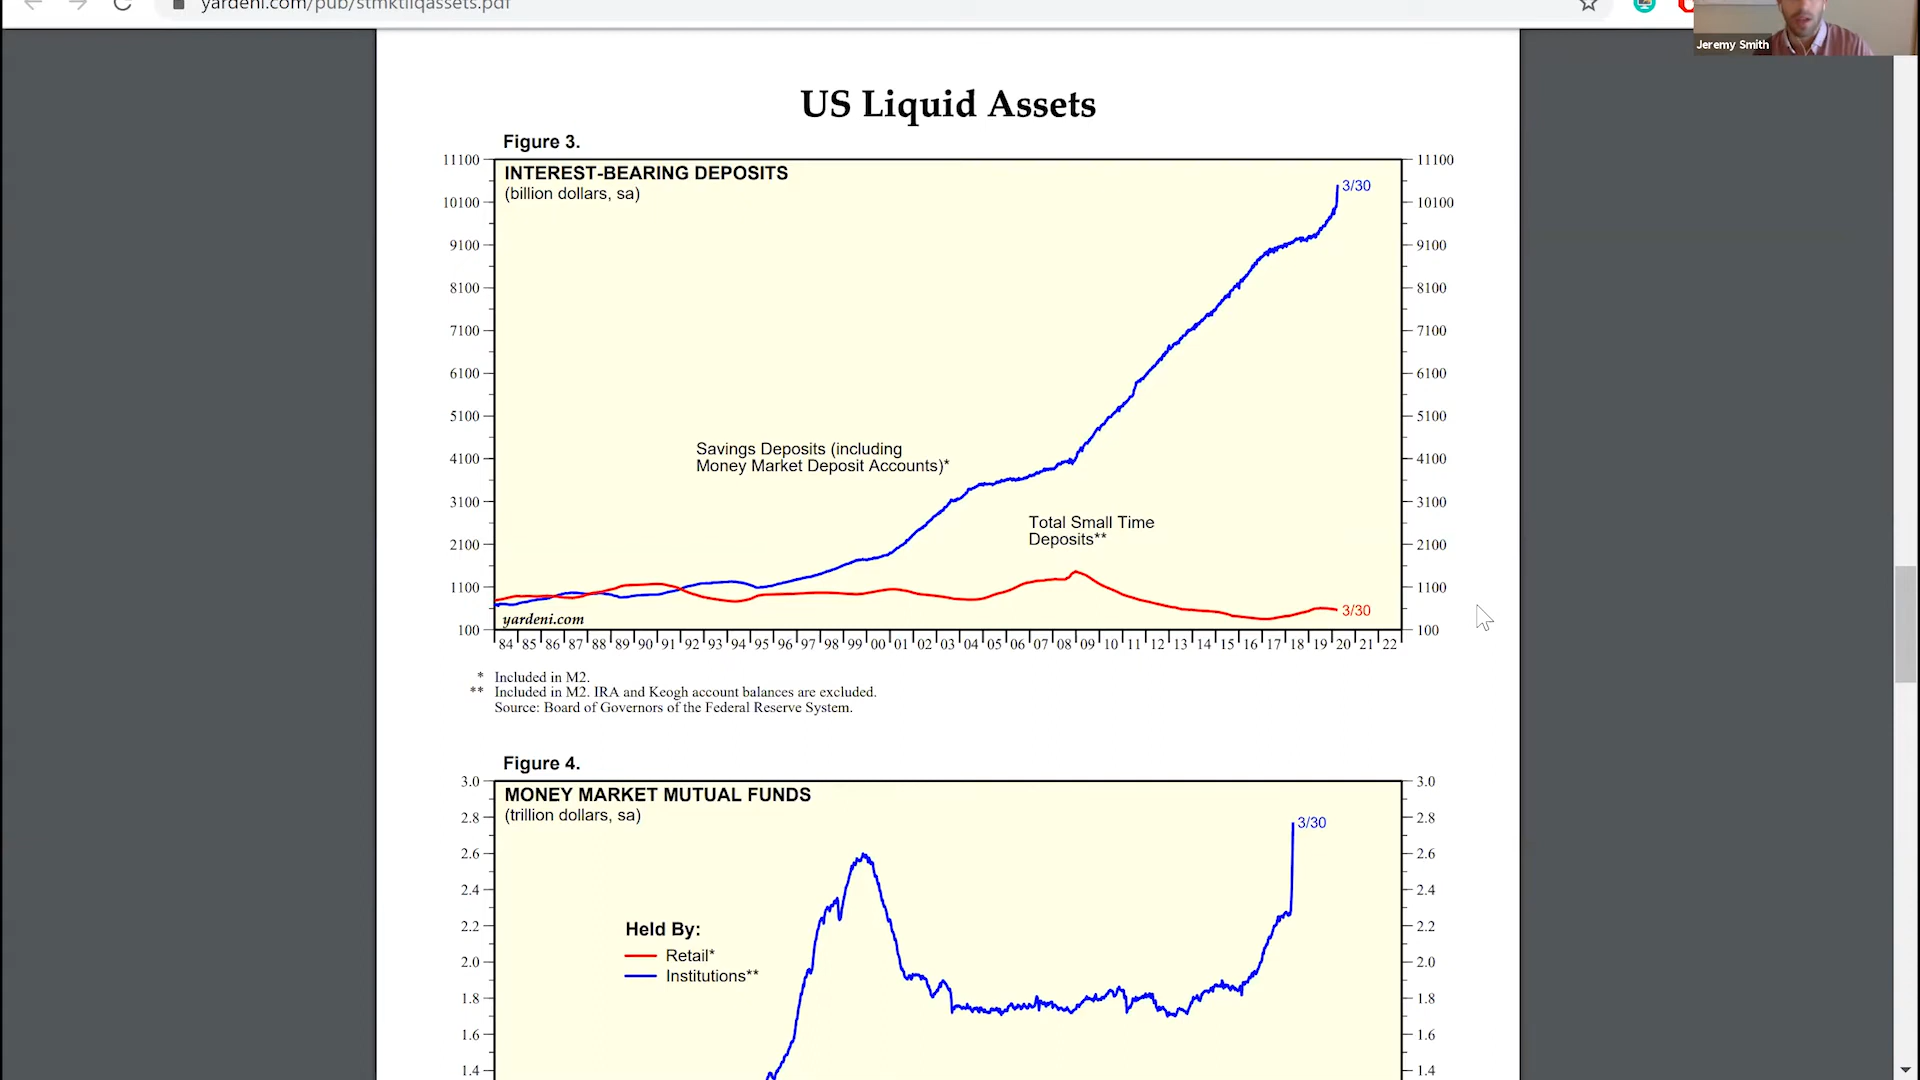 yardeni.com/pub/stmktliqassets.pdf
Jeremy Smith
US Liquid Assets
Figure 3.
11100 11100
INTEREST-BEARING DEPOSITS
(billion dollars, sa)
3/30
10100 10100
9100 9100
8100 8100
7100 7100
6100 6100
5100 5100
Savings Deposits (including
Money Market Deposit Accounts)*
4100 4100
3100 3100
Total Small Time
Deposits**
2100 2100
1100 1100
3/30
yardeni.com
100 100
84 85 86 87 88 89 90 91 92 93 94 95 96 97 98 99 00 01 02 03 04 05 06 07 08 09 10 11 12 13 14 15 16 17 18 19 20 21 22
* Included in M2.
** Included in M2. IRA and Keogh account balances are excluded.
Source: Board of Governors of the Federal Reserve System.
Figure 4.
3.0 3.0
MONEY MARKET MUTUAL FUNDS
(trillion dollars, sa)
2.8 3/30 2.8
2.6 2.6
2.4 2.4
2.2 2.2
Held By:
Retail*
2.0 2.0
Institutions**
1.8 1.8
1.6 1.6
1.4 1.4